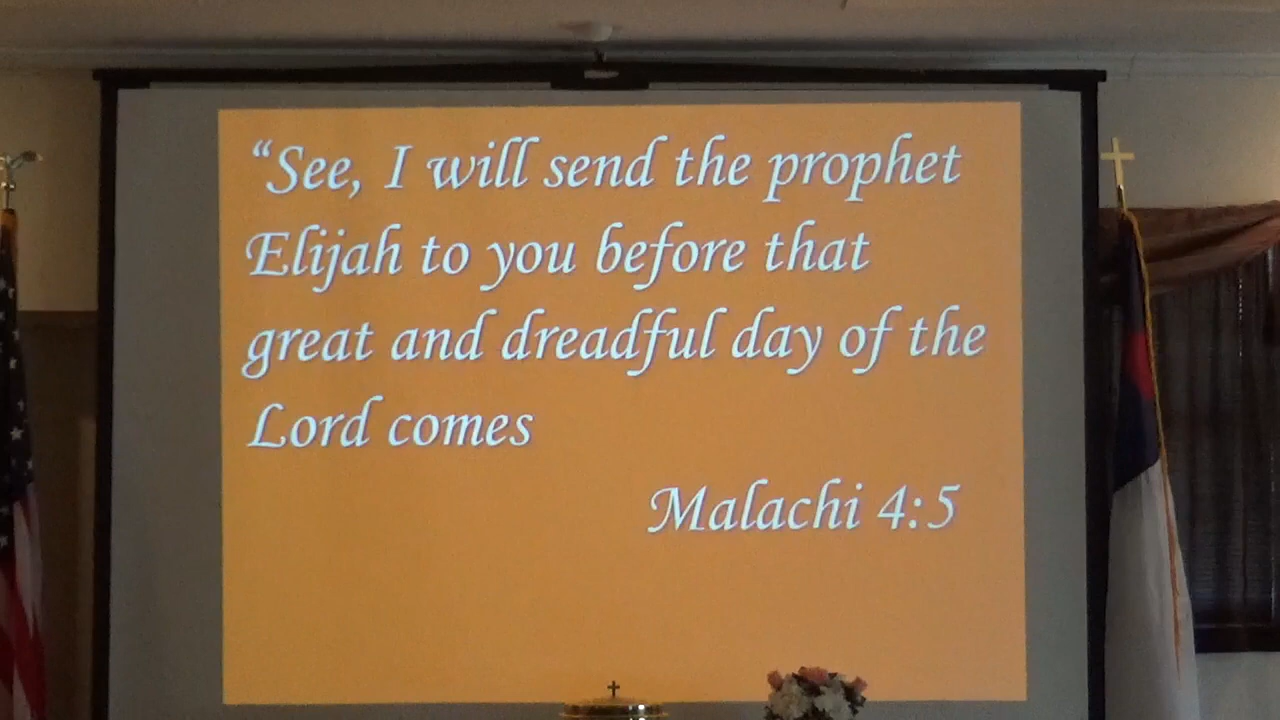 “See, I will send the prophet
Elijah to you before that
great and dreadful day of the
Lord comes
Malachi 4:5